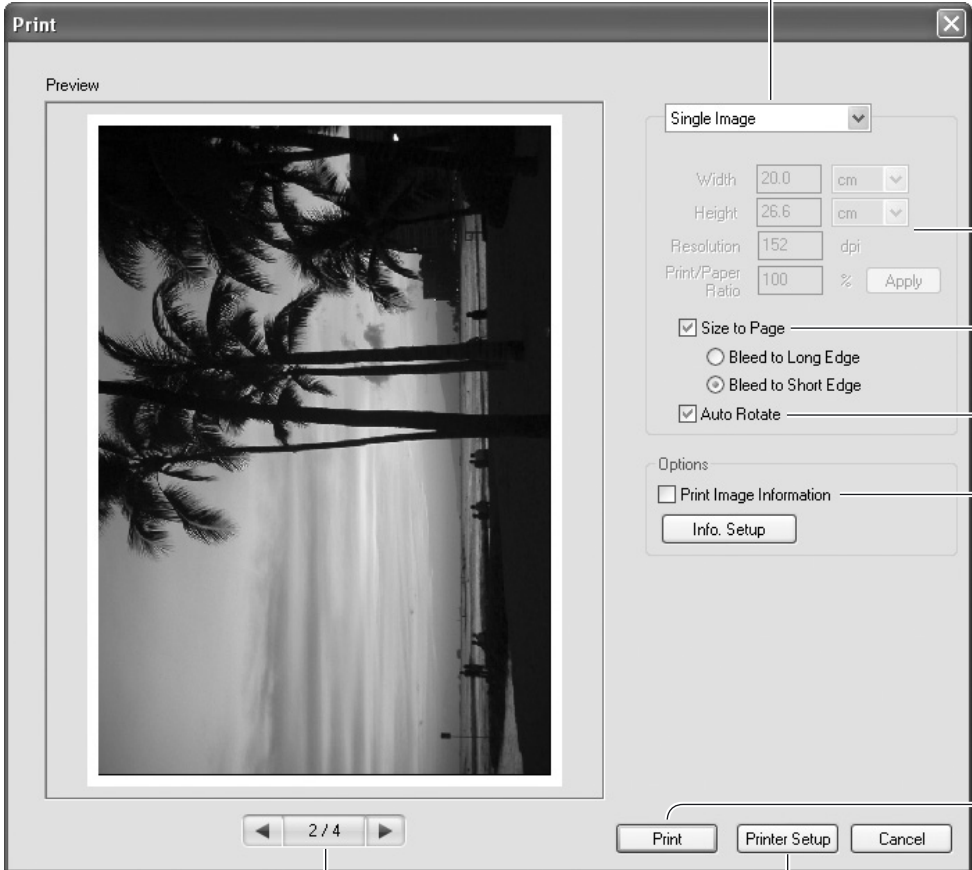 Print
Preview
Single Image
Width 20.0 cm
Height 26.6 cm
Resolution 152 dpi
Print/Paper
Ratio 100 % Apply
Size to Page
Bleed to Long Edge
Bleed to Short Edge
Auto Rotate
Options
Print Image Information
Info. Setup
2 / 4
Print Printer Setup Cancel